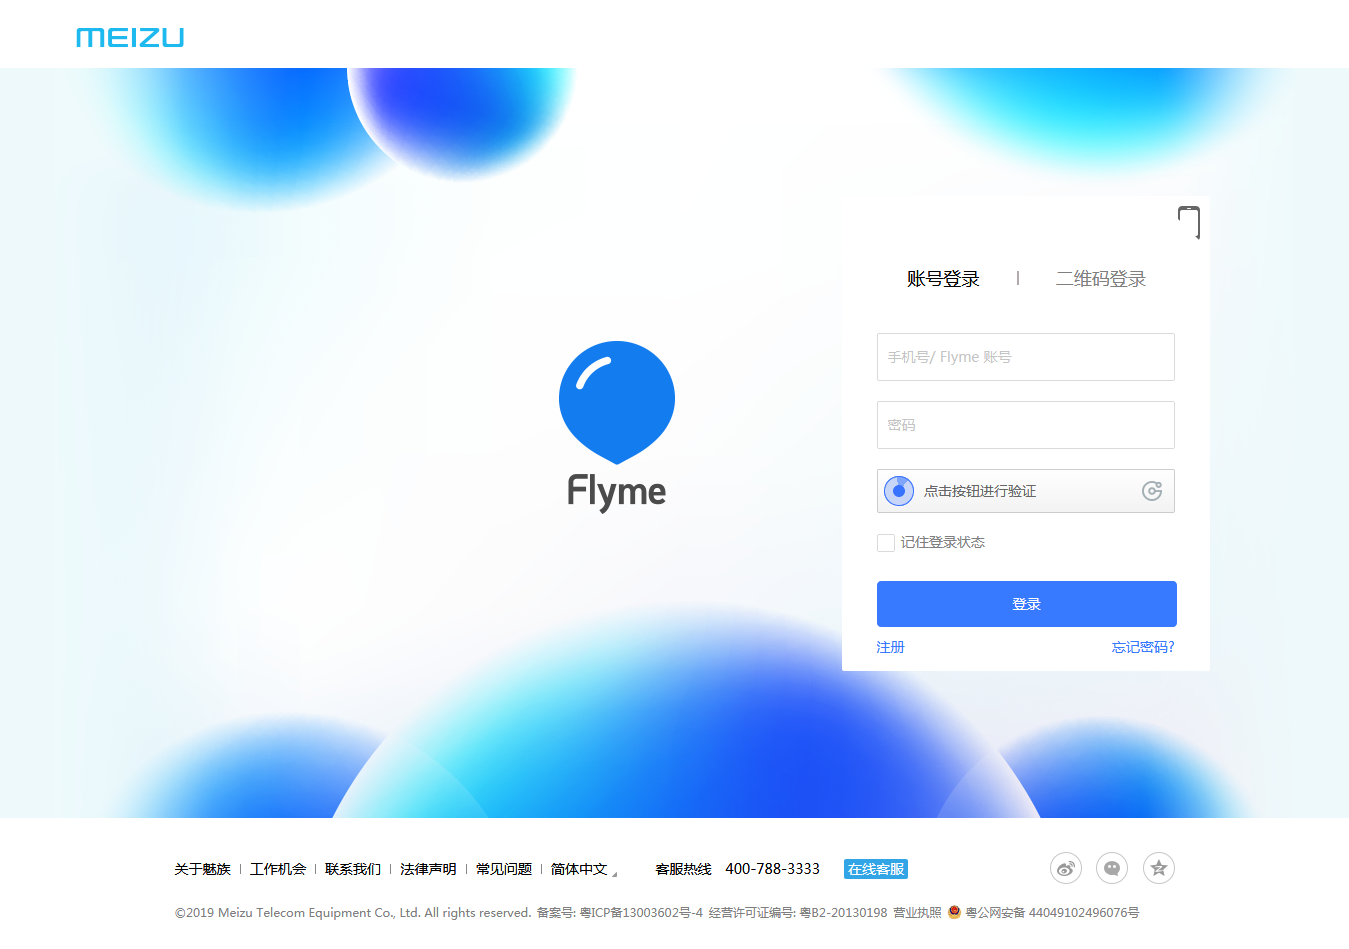 MEIZU
账号登录 | 二维码登录
手机号/ Flyme 账号
密码
点击按钮进行验证
记住登录状态
登录
注册 忘记密码?
Flyme
关于魅族 | 工作机会 | 联系我们 | 法律声明 | 常见问题 | 简体中文 客服热线 400-788-3333 在线客服
©2019 Meizu Telecom Equipment Co., Ltd. All rights reserved. 备案号: 粤ICP备13003602号-4 经营许可证编号: 粤B2-20130198 营业执照 粤公网安备 44049102496076号